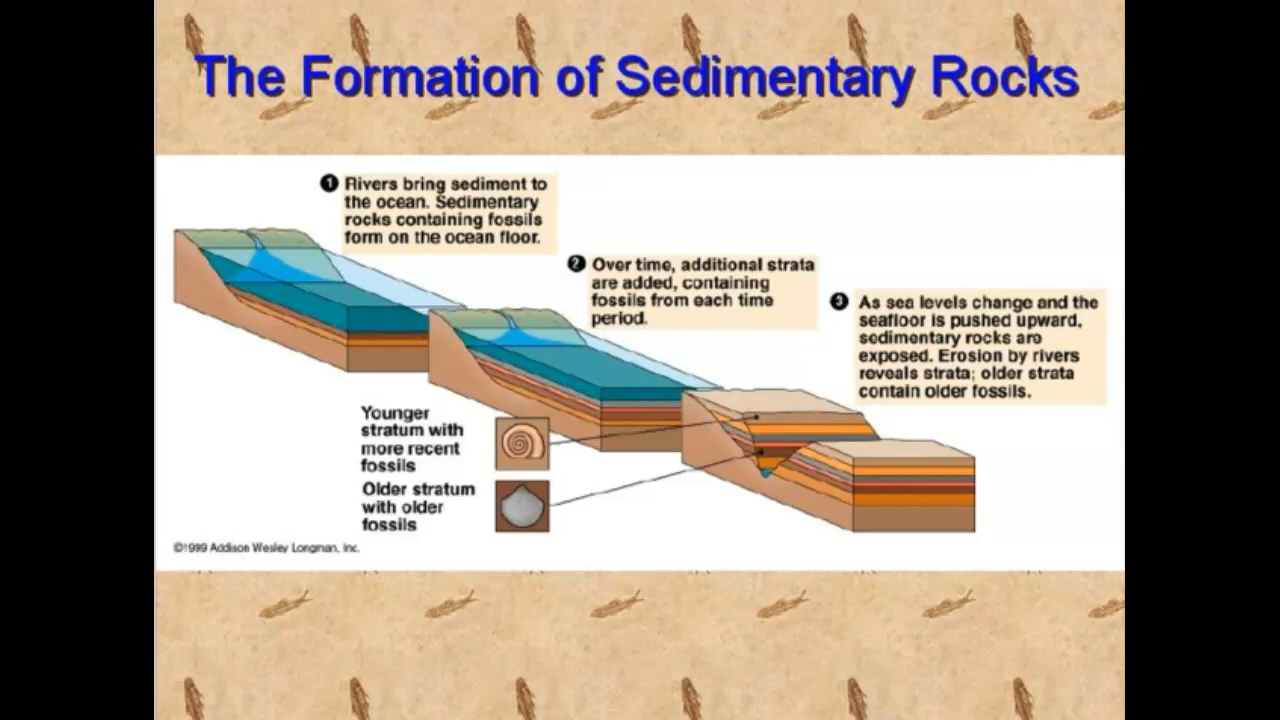 The Formation of Sedimentary Rocks
1 Rivers bring sediment to
the ocean. Sedimentary
rocks containing fossils
form on the ocean floor.
2 Over time, additional strata
are added, containing
fossils from each time
period.
3 As sea levels change and the
seafloor is pushed upward,
sedimentary rocks are
exposed. Erosion by rivers
reveals strata; older strata
contain older fossils.
Younger
stratum with
more recent
fossils
Older stratum
with older
fossils
©1999 Addison Wesley Longman, Inc.